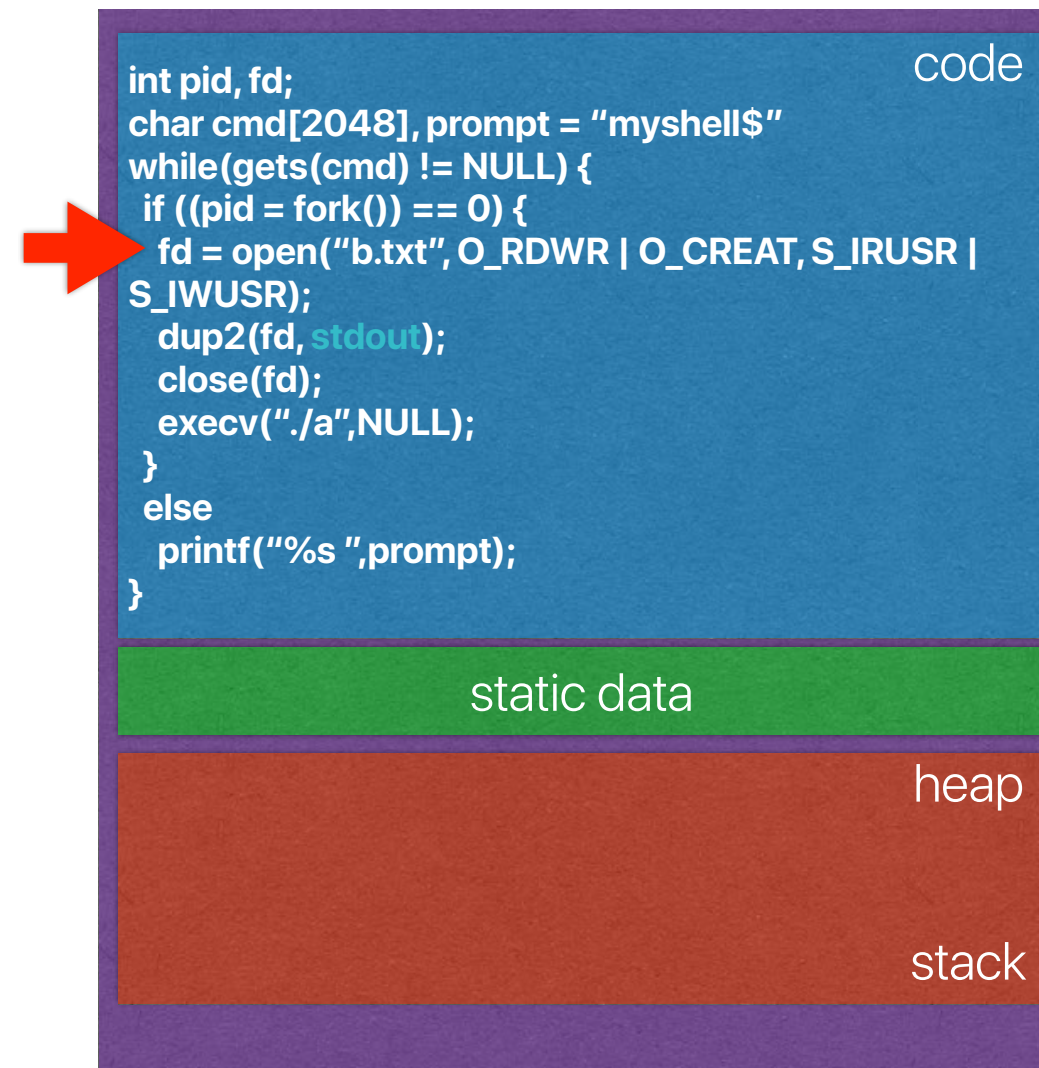 code
int pid, fd;
char cmd[2048], prompt = “myshell$”
while(gets(cmd) != NULL) {
if ((pid = fork()) == 0) {
fd = open(“b.txt”, O_RDWR | O_CREAT, S_IRUSR |
S_IWUSR);
dup2(fd, stdout);
close(fd);
execv(“./a”,NULL);
}
else
printf(“%s ”,prompt);
}
static data
heap
stack